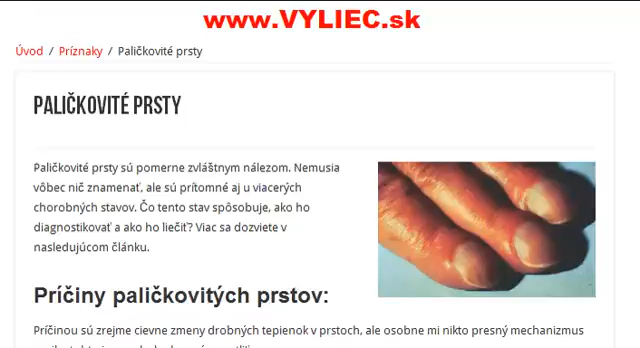 www.VYLIEC.sk
Úvod / Príznaky / Paličkovité prsty
PALIČKOVITÉ PRSTY
Paličkovité prsty sú pomerne zvláštnym nálezom. Nemusia
vôbec nič znamenať, ale sú prítomné aj u viacerých
chorobných stavov. Čo tento stav spôsobuje, ako ho
diagnostikovať a ako ho liečiť? Viac sa dozviete v
nasledujúcom článku.
Príčiny paličkovitých prstov:
Príčinou sú zrejme cievne zmeny drobných tepienok v prstoch, ale osobne mi nikto presný mechanizmus